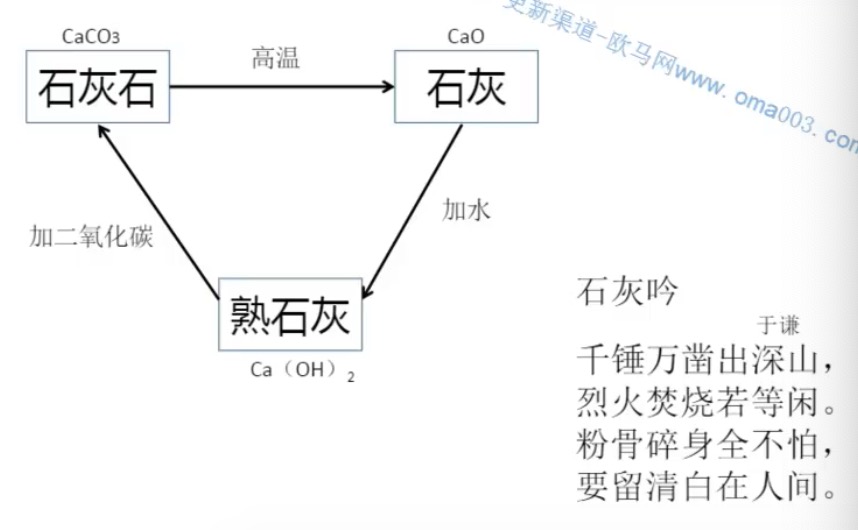 CaCO₃
CaO
石灰石
高温
石灰
更新渠道-欧马网www.oma003.com
加二氧化碳
加水
熟石灰
Ca（OH）₂
石灰吟
于谦
千锤万凿出深山，
烈火焚烧若等闲。
粉骨碎身全不怕，
要留清白在人间。